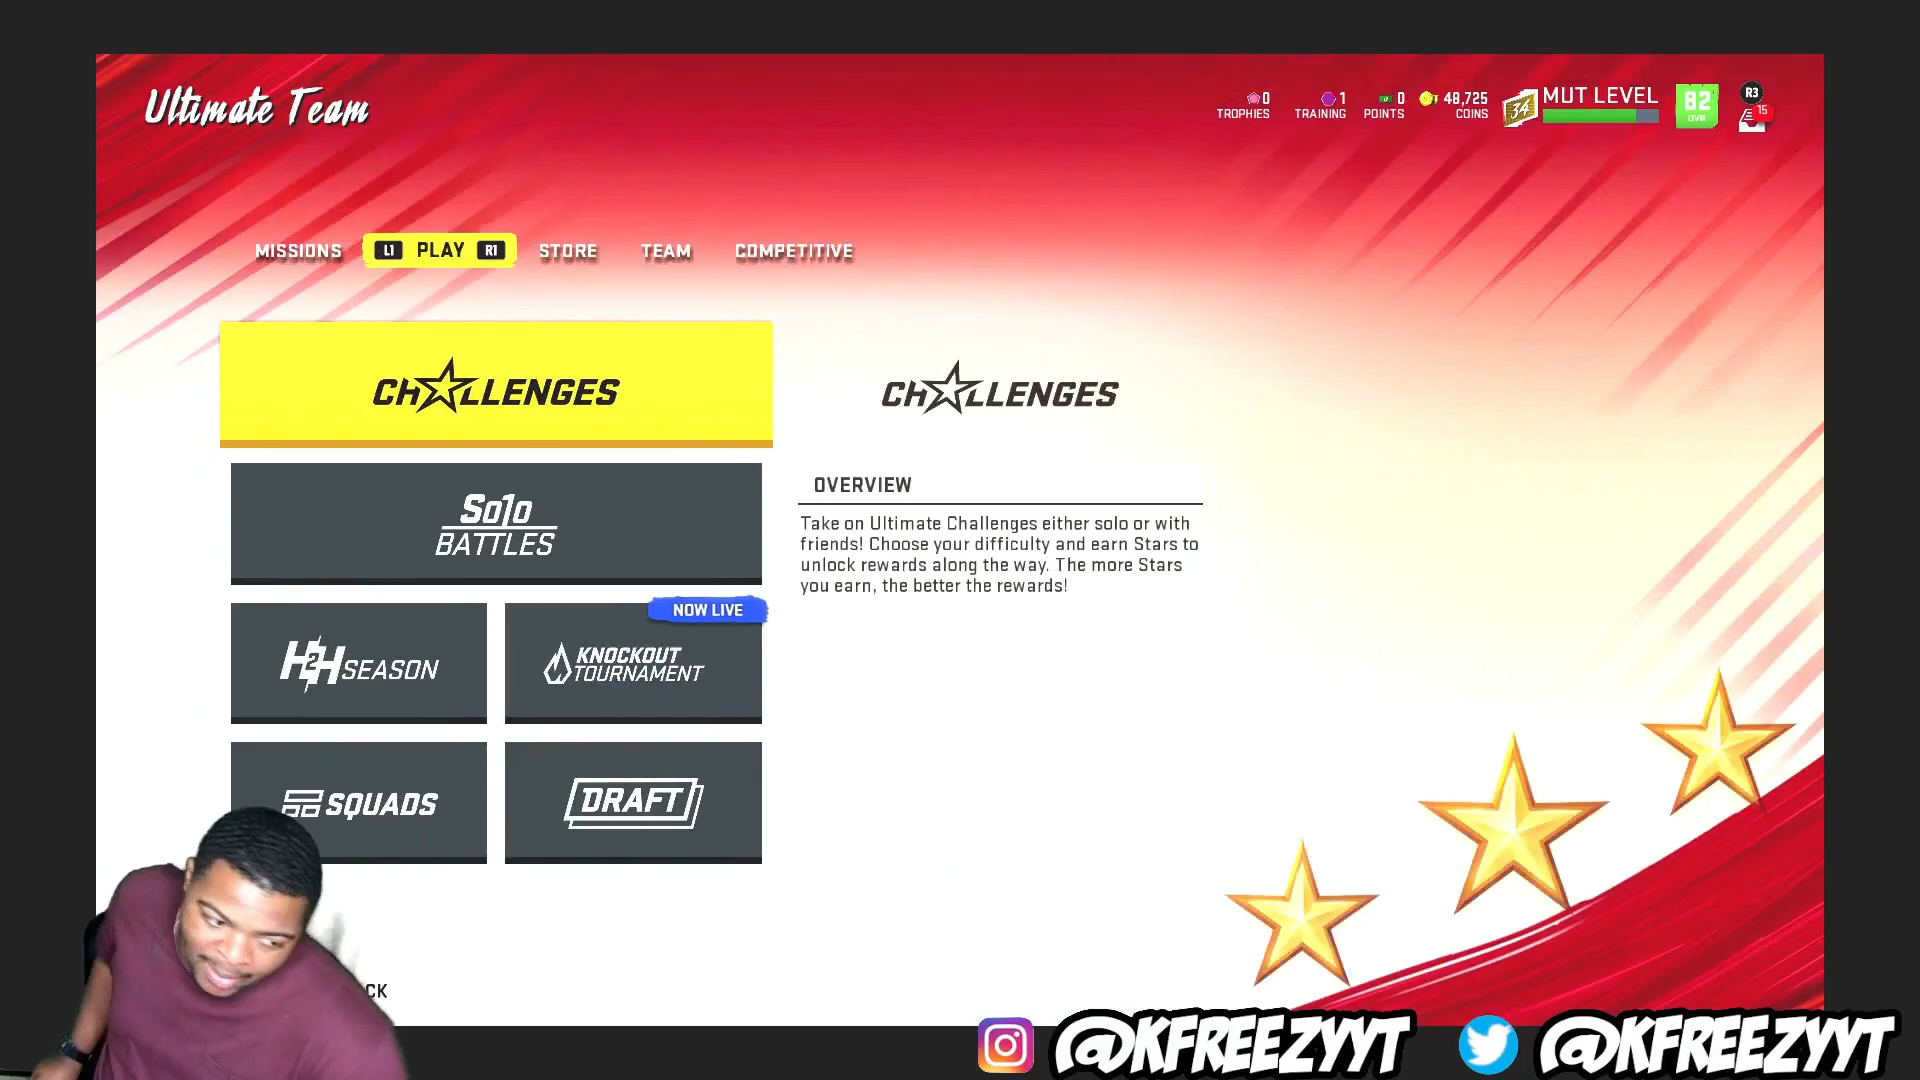 Ultimate Team
0
TROPHIES
1
TRAINING
0
POINTS
48,725
COINS
34
MUT LEVEL
82
OVR
R3
15
MISSIONS
L1 PLAY R1
STORE
TEAM
COMPETITIVE
CHALLENGES
CHALLENGES
Solo
BATTLES
OVERVIEW
Take on Ultimate Challenges either solo or with
friends! Choose your difficulty and earn Stars to
unlock rewards along the way. The more Stars
you earn, the better the rewards!
NOW LIVE
H2H SEASON
KNOCKOUT
TOURNAMENT
SQUADS
DRAFT
CK
@KFREEZYYT
@KFREEZYYT